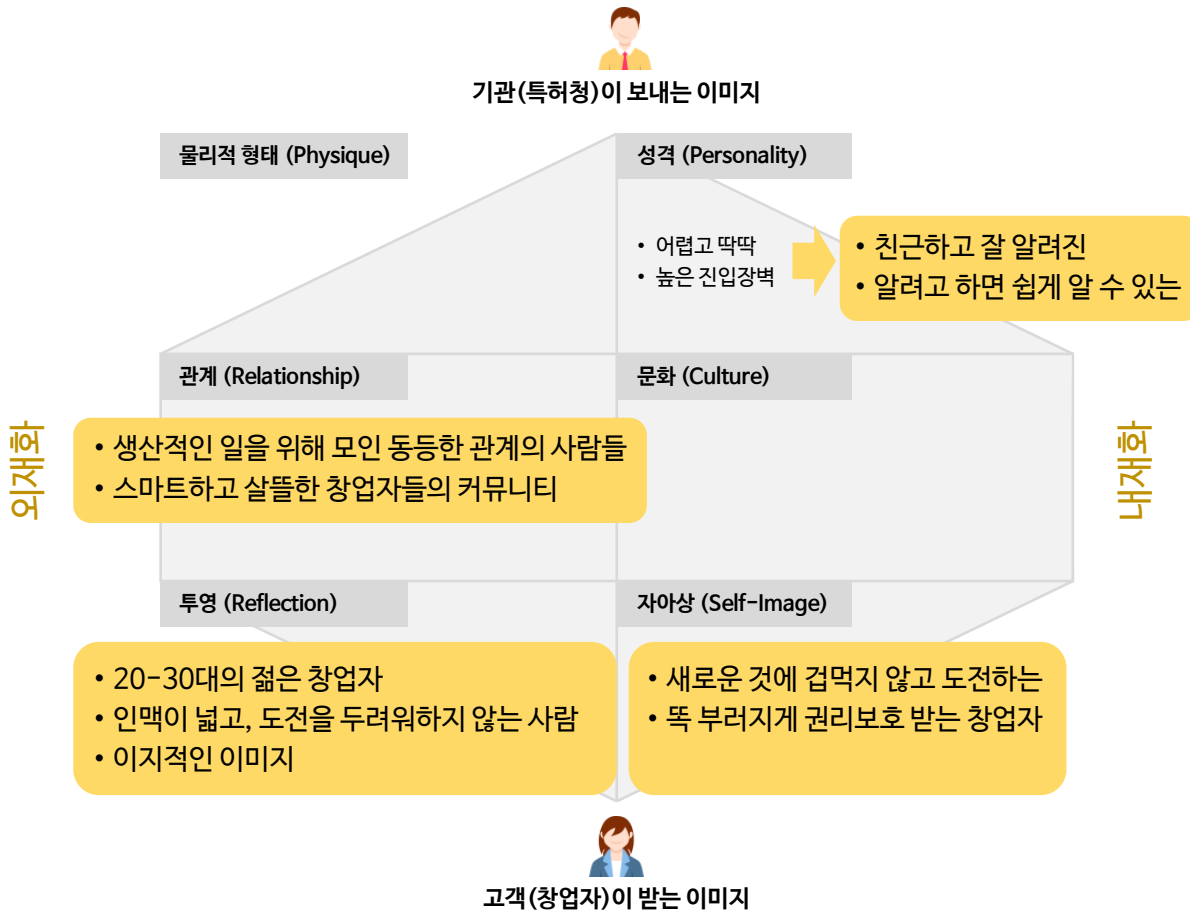 기관(특허청)이 보내는 이미지
물리적 형태 (Physique)
성격 (Personality)
• 어렵고 딱딱
• 높은 진입장벽
• 친근하고 잘 알려진
• 알려고 하면 쉽게 알 수 있는
관계 (Relationship)
문화 (Culture)
외재화
• 생산적인 일을 위해 모인 동등한 관계의 사람들
• 스마트하고 살뜰한 창업자들의 커뮤니티
내재화
투영 (Reflection)
자아상 (Self-Image)
• 20-30대의 젊은 창업자
• 인맥이 넓고, 도전을 두려워하지 않는 사람
• 이지적인 이미지
• 새로운 것에 겁먹지 않고 도전하는
• 똑 부러지게 권리보호 받는 창업자
고객(창업자)이 받는 이미지